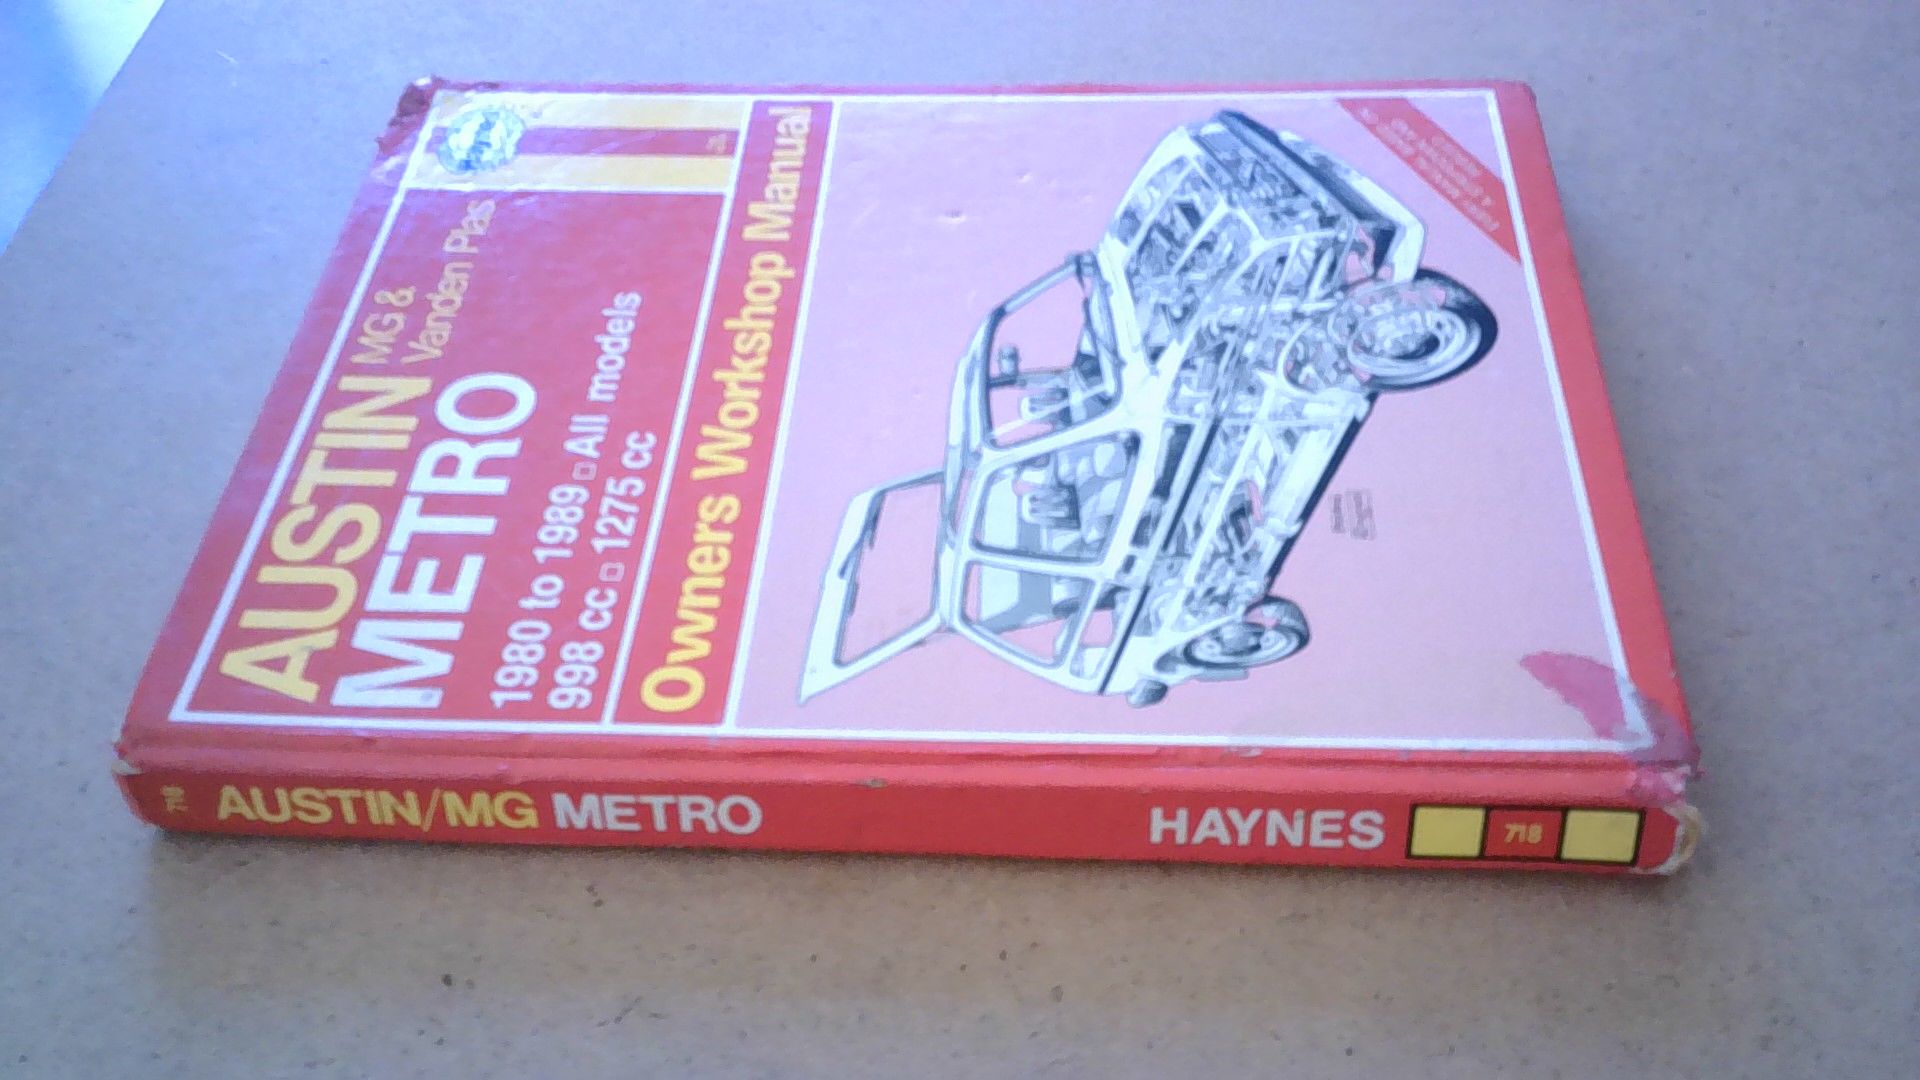 AUSTIN MG &
Vanden Plas
METRO
1980 to 1989 □ All models
998 cc □ 1275 cc
Owners Workshop Manual
718
AUSTIN/MG METRO
HAYNES
718